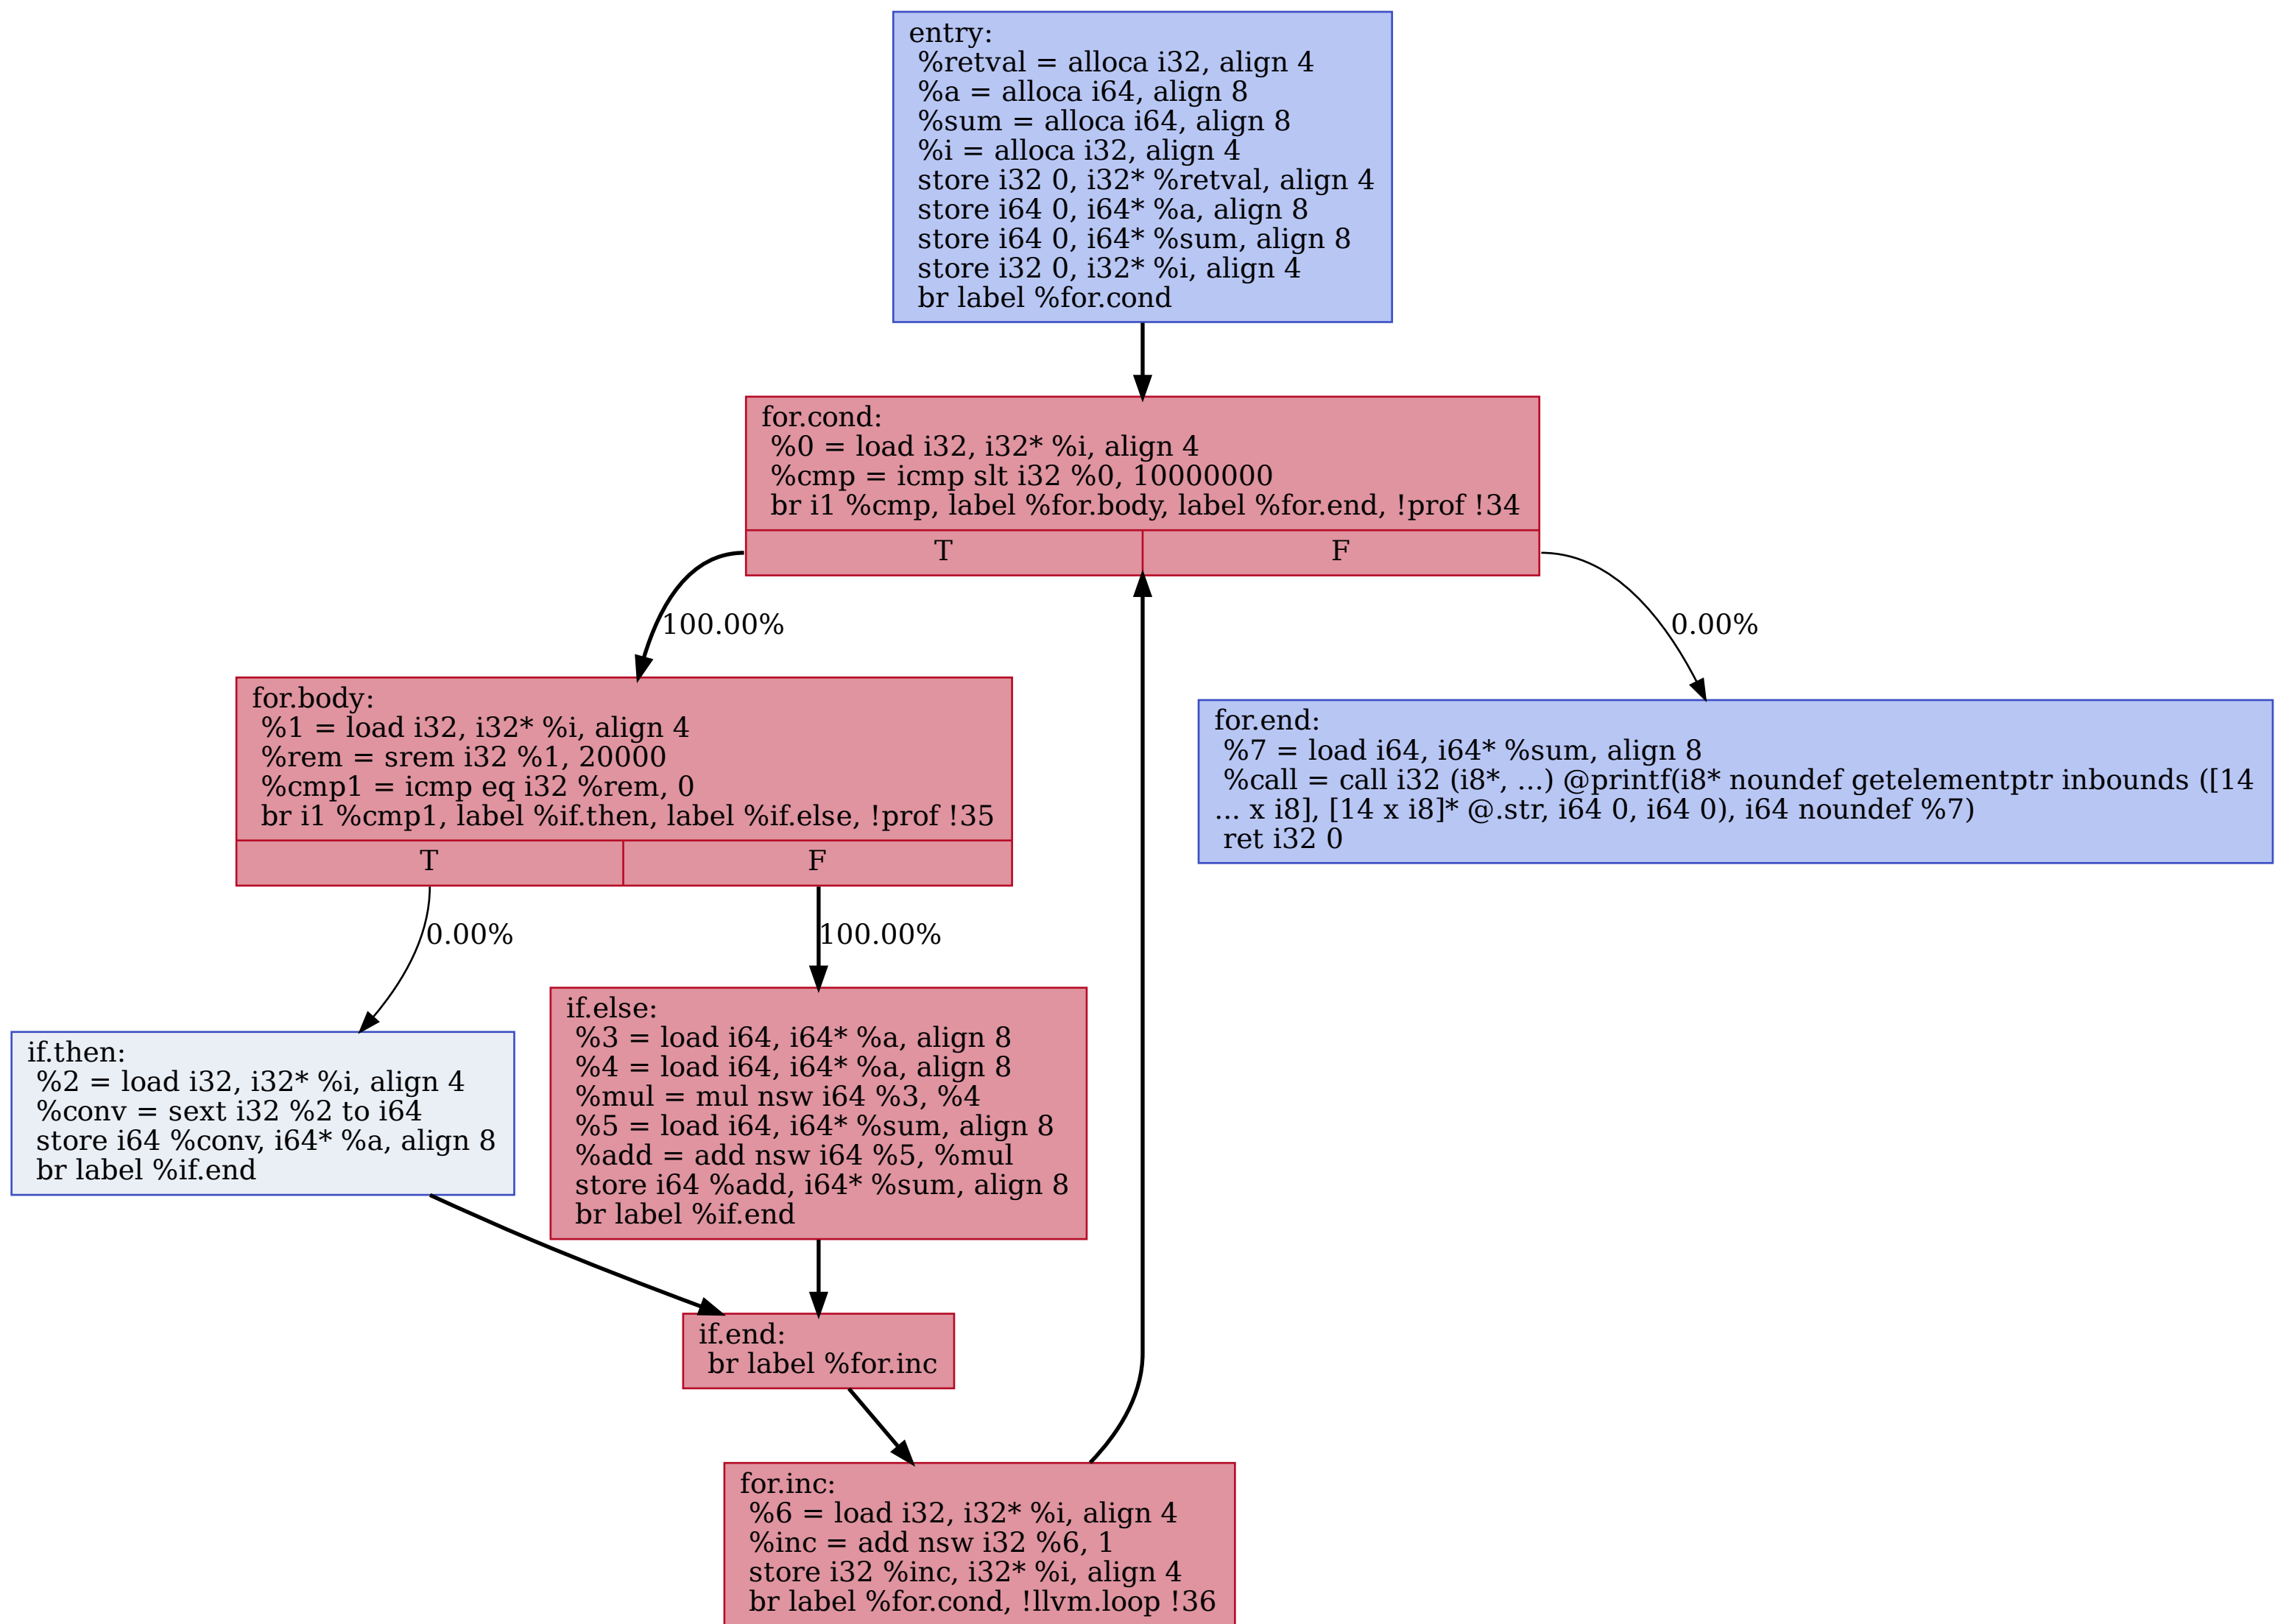 entry:
%retval = alloca i32, align 4
%a = alloca i64, align 8
%sum = alloca i64, align 8
%i = alloca i32, align 4
store i32 0, i32* %retval, align 4
store i64 0, i64* %a, align 8
store i64 0, i64* %sum, align 8
store i32 0, i32* %i, align 4
br label %for.cond
for.cond:
%0 = load i32, i32* %i, align 4
%cmp = icmp slt i32 %0, 10000000
br i1 %cmp, label %for.body, label %for.end, !prof !34
T
F
100.00%
0.00%
for.body:
%1 = load i32, i32* %i, align 4
%rem = srem i32 %1, 20000
%cmp1 = icmp eq i32 %rem, 0
br i1 %cmp1, label %if.then, label %if.else, !prof !35
T
F
for.end:
%7 = load i64, i64* %sum, align 8
%call = call i32 (i8*, ...) @printf(i8* noundef getelementptr inbounds ([14
... x i8], [14 x i8]* @.str, i64 0, i64 0), i64 noundef %7)
ret i32 0
0.00%
100.00%
if.then:
%2 = load i32, i32* %i, align 4
%conv = sext i32 %2 to i64
store i64 %conv, i64* %a, align 8
br label %if.end
if.else:
%3 = load i64, i64* %a, align 8
%4 = load i64, i64* %a, align 8
%mul = mul nsw i64 %3, %4
%5 = load i64, i64* %sum, align 8
%add = add nsw i64 %5, %mul
store i64 %add, i64* %sum, align 8
br label %if.end
if.end:
br label %for.inc
for.inc:
%6 = load i32, i32* %i, align 4
%inc = add nsw i32 %6, 1
store i32 %inc, i32* %i, align 4
br label %for.cond, !llvm.loop !36